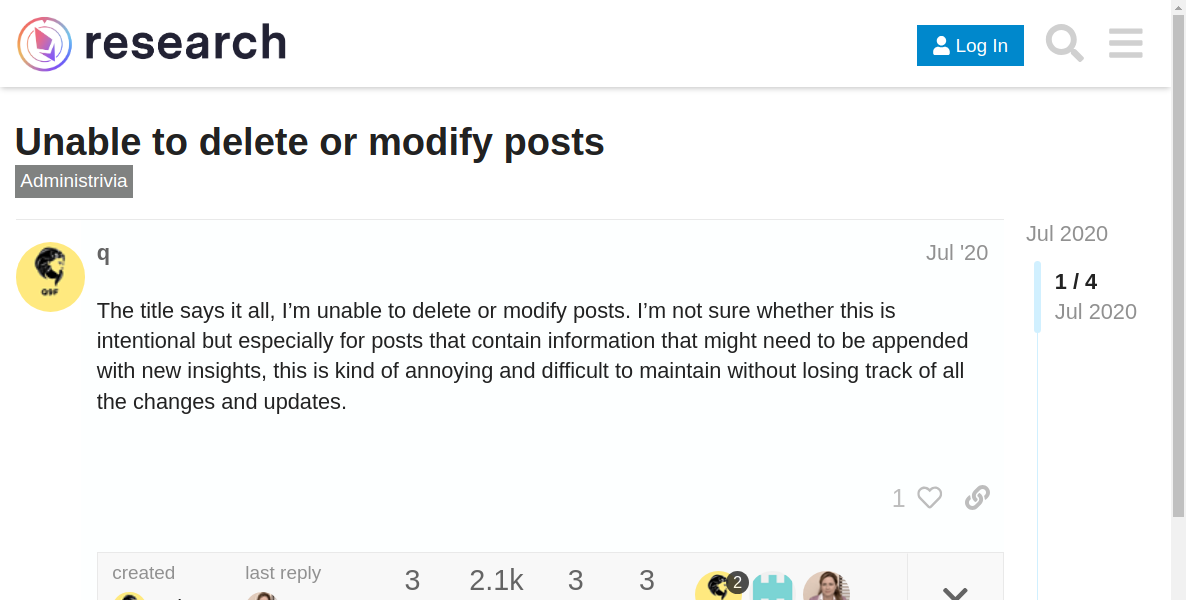 research
Log In
Unable to delete or modify posts
Administrivia
Jul 2020
q
Jul '20
1 / 4
Jul 2020
The title says it all, I’m unable to delete or modify posts. I’m not sure whether this is
intentional but especially for posts that contain information that might need to be appended
with new insights, this is kind of annoying and difficult to maintain without losing track of all
the changes and updates.
1
created
last reply
3
2.1k
3
3
2